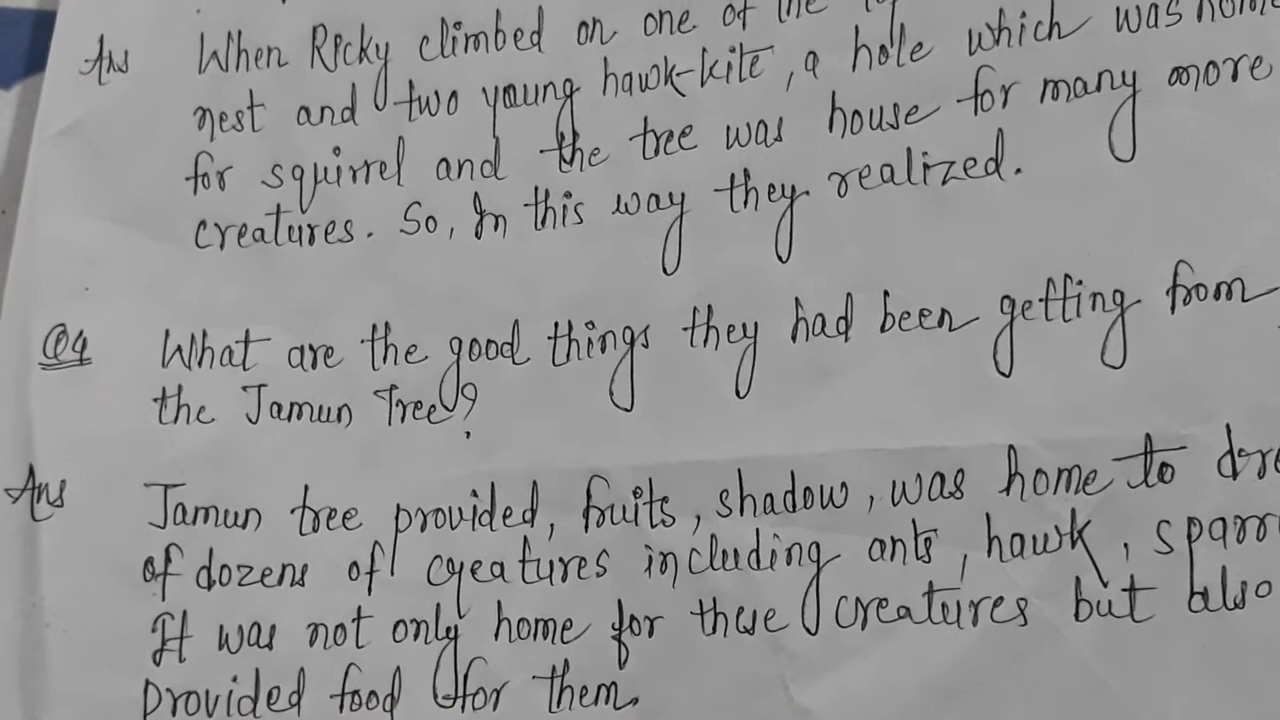 Ans When Ricky climbed on one of the
nest and two young hawk-kite, a hole which was
for squirrel and the tree was house for many more
creatures. So, In this way they realized.
Q4 What are the good things they had been getting from
the Jamun Tree?
Ans Jamun tree provided, fruits, shadow, was home to
of dozens of creatures including ants, hawk,
It was not only home for these creatures but also
provided food for them.